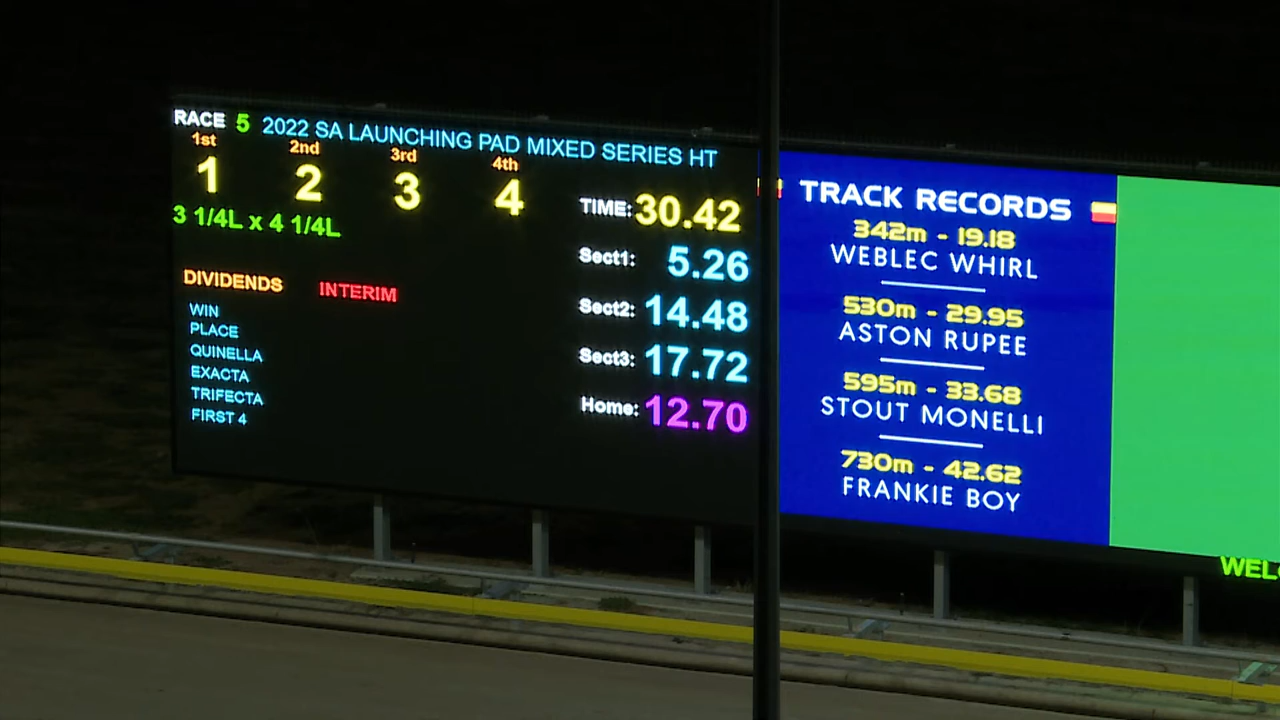 RACE 5 2022 SA LAUNCHING PAD MIXED SERIES HT
1st 2nd 3rd 4th
1 2 3 4
3 1/4L x 4 1/4L
TIME: 30.42
Sect1: 5.26
DIVIDENDS INTERIM
Sect2: 14.48
WIN
PLACE
QUINELLA
Sect3: 17.72
EXACTA
TRIFECTA
Home: 12.70
FIRST 4
TRACK RECORDS
342m - 19.18
WEBLEC WHIRL
530m - 29.95
ASTON RUPEE
595m - 33.68
STOUT MONELLI
730m - 42.62
FRANKIE BOY